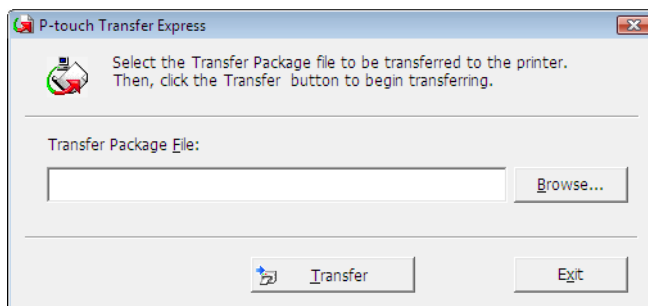 P-touch Transfer Express
Select the Transfer Package file to be transferred to the printer.
Then, click the Transfer button to begin transferring.
Transfer Package File:
Browse...
Transfer
Exit